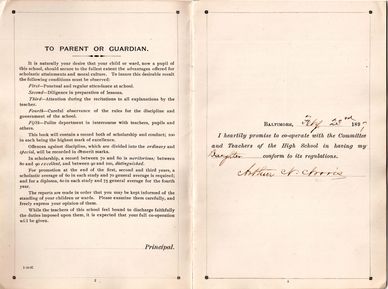 TO PARENT OR GUARDIAN.
It is naturally your desire that your child or ward, now a pupil of this
school, should secure to the fullest extent the advantages offered for
scholastic attainments and moral culture. To insure this desirable result
the following conditions must be observed:
First—Punctual and regular attendance at school.
Second—Diligence in preparation of lessons.
Third—Attention during the recitations to all explanations by the
teacher.
Fourth—Careful observance of the rules for the discipline and
government of the school.
Fifth—Polite department in intercourse with teachers, pupils and
others.
This book will contain a record both of scholarship and conduct; 100
in each being the highest mark of excellence.
Offences against discipline, which are divided into ordinary and
special, will be recorded in demerit marks.
In scholarship, a record between 70 and 80 is meritorious; between
80 and 90 excellent, and between 90 and 100, distinguished.
For promotion at the end of the first, second and third years, a
scholastic average of 60 in each study and 70 general average is required;
and for a diploma, 60 in each study and 75 general average for the fourth
year.
The reports are made in order that you may be kept informed of the
standing of your children or wards. Please examine them carefully, and
freely express your opinion of them.
While the teachers of this school feel bound to discharge faithfully
the duties imposed upon them, it is expected that your full co-operation
will be given.
Principal.
2
BALTIMORE, Feby 23rd 189
I heartily promise to co-operate with the Committee
and Teachers of the High School in having my
Daughter conform to its regulations.
Arthur N. Norris